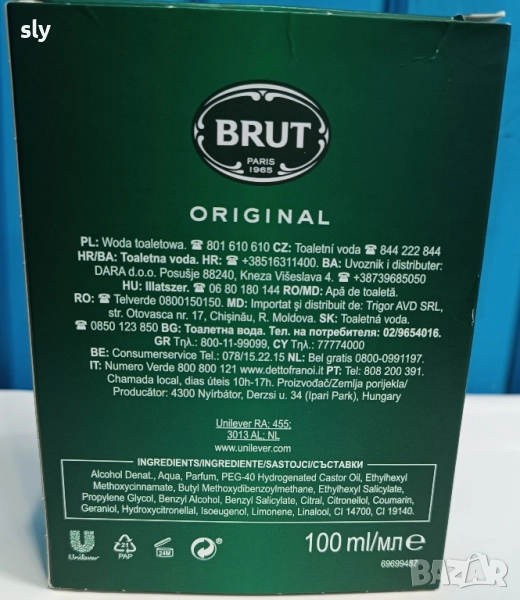 sly
BRUT
PARIS
1965
ORIGINAL
PL: Woda toaletowa. ☎ 801 610 610 CZ: Toaletní voda ☎ 844 222 844
HR/BA: Toaletna voda. HR: ☎ +38516311400. BA: Uvoznik i distributer:
DARA d.o.o. Posušje 88240, Kneza Višeslava 4. ☎ +38739685050
HU: Illatszer. ☎ 06 80 180 144 RO/MD: Apă de toaletă.
RO: ☎ Telverde 0800150150. MD: Importat și distribuit de: Trigor AVD SRL,
str. Otovasca nr. 17, Chișinău, R. Moldova. SK: Toaletná voda.
☎ 0850 123 850 BG: Тоалетна вода. Тел. на потребителя: 02/9654016.
GR Τηλ.: 800-11-99099, CY Τηλ.: 77774000
BE: Consumerservice Tel.: 078/15.22.15 NL: Bel gratis 0800-0991197.
IT: Numero Verde 800 800 121 www.dettofranoi.it PT: Tel: 808 200 391.
Chamada local, dias úteis 10h-17h. Proizvođač/Zemlja porijekla/
Producător: 4300 Nyírbátor, Derzsi u. 34 (Ipari Park), Hungary
Unilever RA; 455;
3013 AL; NL
www.unilever.com
INGREDIENTS/INGREDIENTE/SASTOJCI/СЪСТАВКИ
Alcohol Denat., Aqua, Parfum, PEG-40 Hydrogenated Castor Oil, Ethylhexyl
Methoxycinnamate, Butyl Methoxydibenzoylmethane, Ethylhexyl Salicylate,
Propylene Glycol, Benzyl Alcohol, Benzyl Salicylate, Citral, Citronellol, Coumarin,
Geraniol, Hydroxycitronellal, Isoeugenol, Limonene, Linalool, CI 14700, CI 19140.
Unilever
21
PAP
24M
100 ml/мл e
69699487
BAZAR
bg